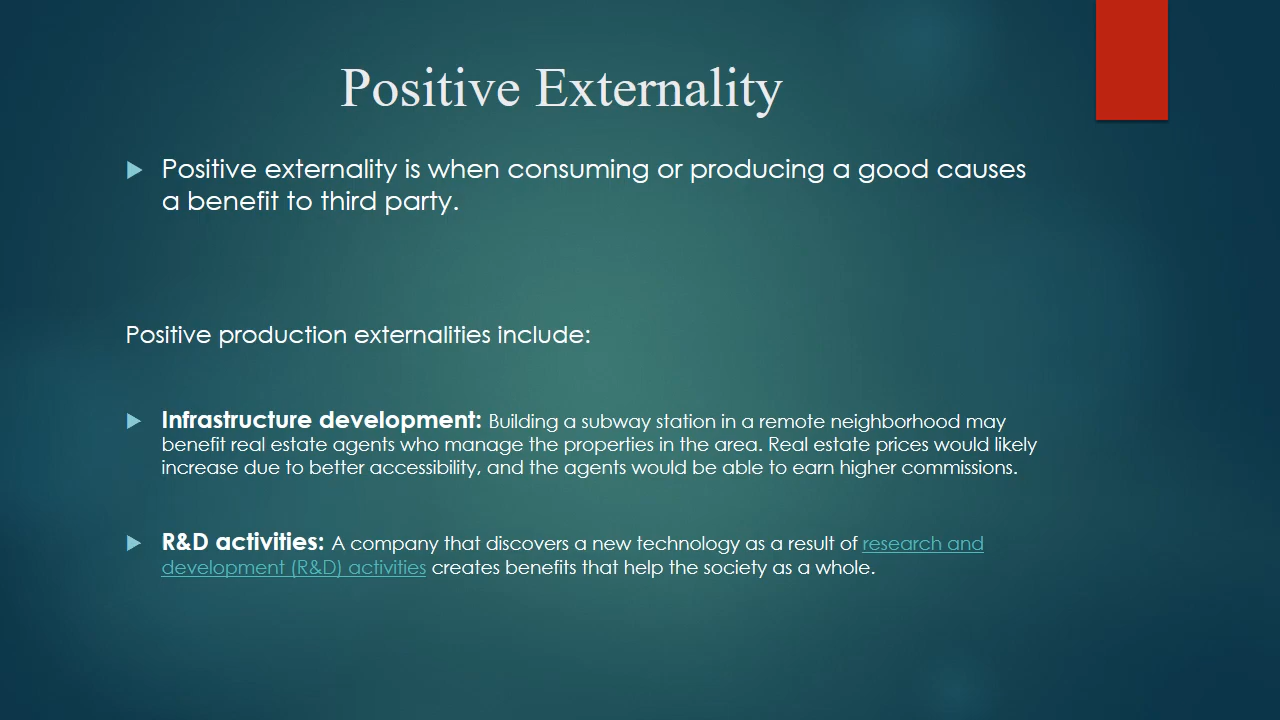 Positive Externality
Positive externality is when consuming or producing a good causes
a benefit to third party.
Positive production externalities include:
Infrastructure development: Building a subway station in a remote neighborhood may
benefit real estate agents who manage the properties in the area. Real estate prices would likely
increase due to better accessibility, and the agents would be able to earn higher commissions.
R&D activities: A company that discovers a new technology as a result of research and
development (R&D) activities creates benefits that help the society as a whole.